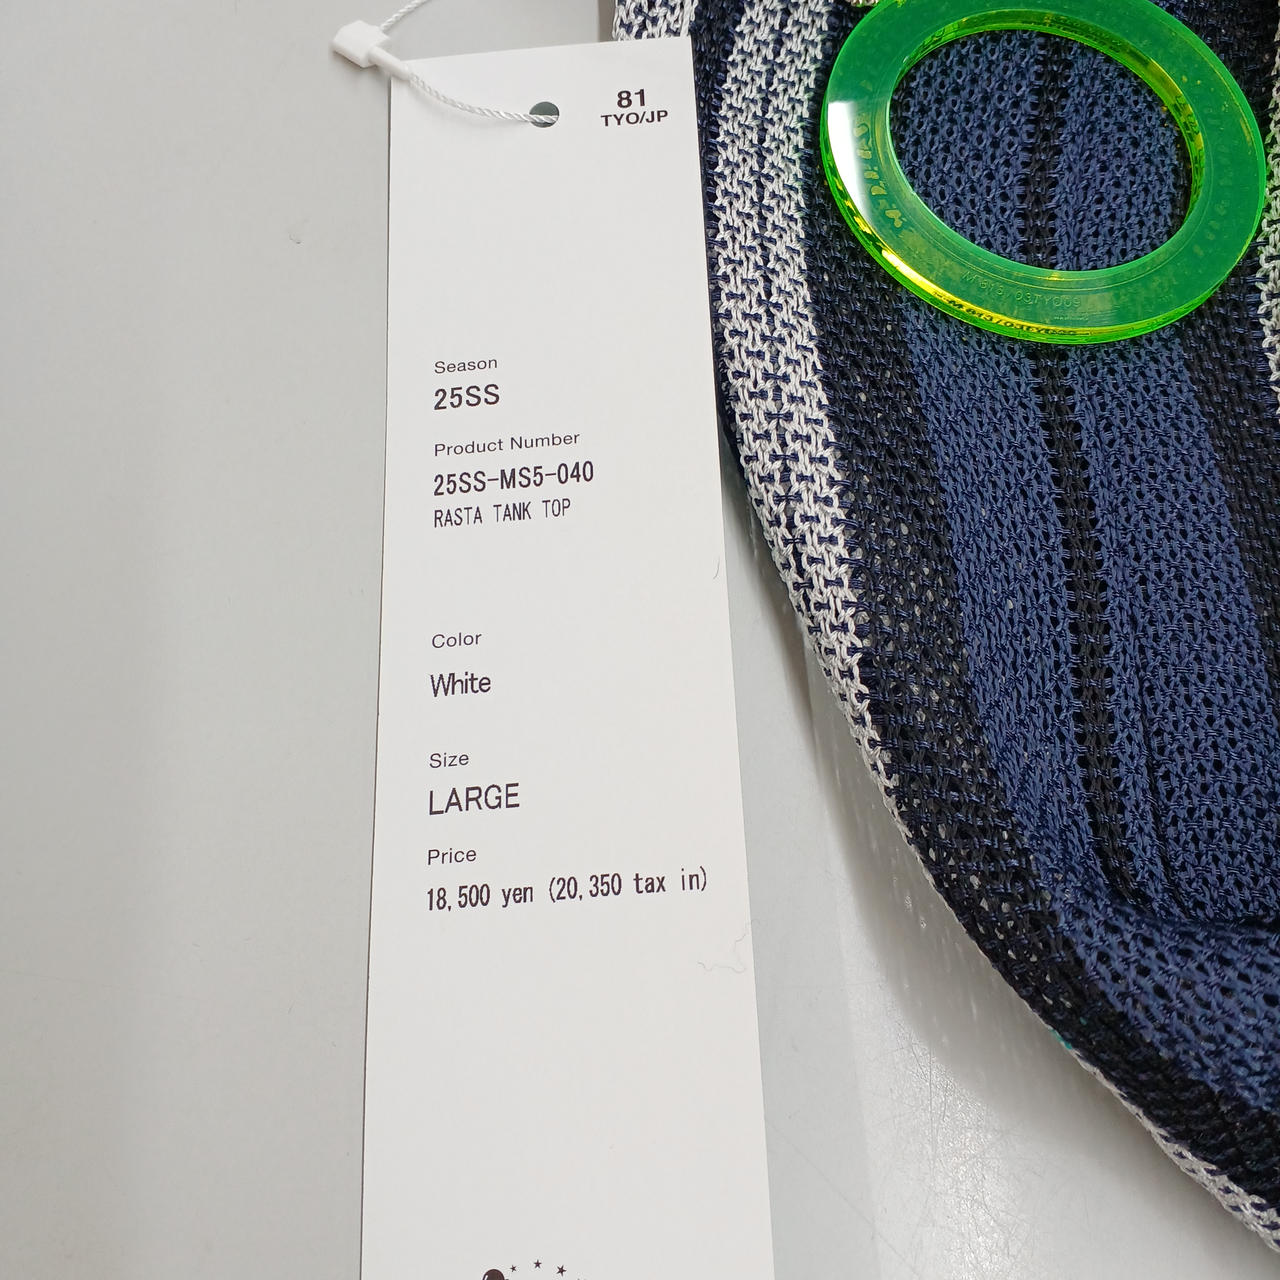 81
TYO/JP
Season
25SS
Product Number
25SS-MS5-040
RASTA TANK TOP
Color
White
Size
LARGE
Price
18,500 yen (20,350 tax in)